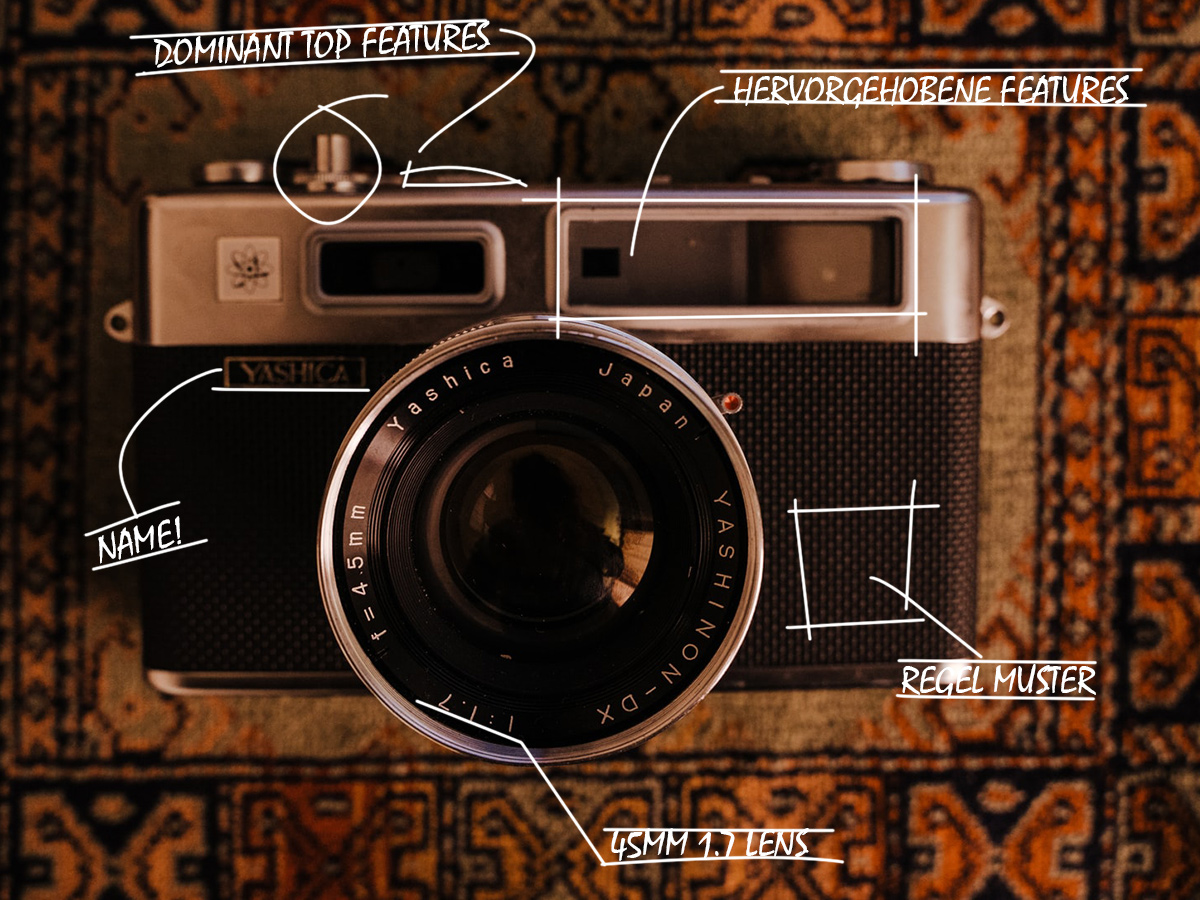 DOMINANT TOP FEATURES
HERVORGEHOBENE FEATURES
YASHICA
Yashica Japan
YASHINON-DX
1:1.7 f=4.5mm
NAME!
REGEL MUSTER
45MM 1.7 LENS